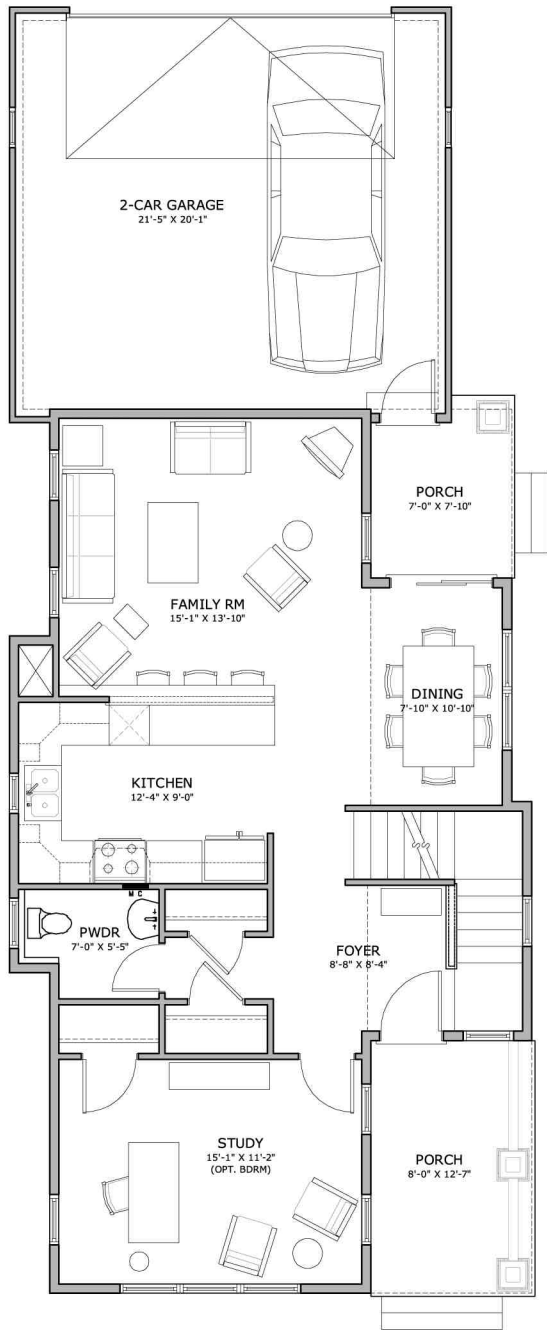 2-CAR GARAGE
21'-5" X 20'-1"
PORCH
7'-0" X 7'-10"
FAMILY RM
15'-1" X 13'-10"
DINING
7'-10" X 10'-10"
KITCHEN
12'-4" X 9'-0"
M C
PWDR
7'-0" X 5'-5"
FOYER
8'-8" X 8'-4"
STUDY
15'-1" X 11'-2"
(OPT. BDRM)
PORCH
8'-0" X 12'-7"